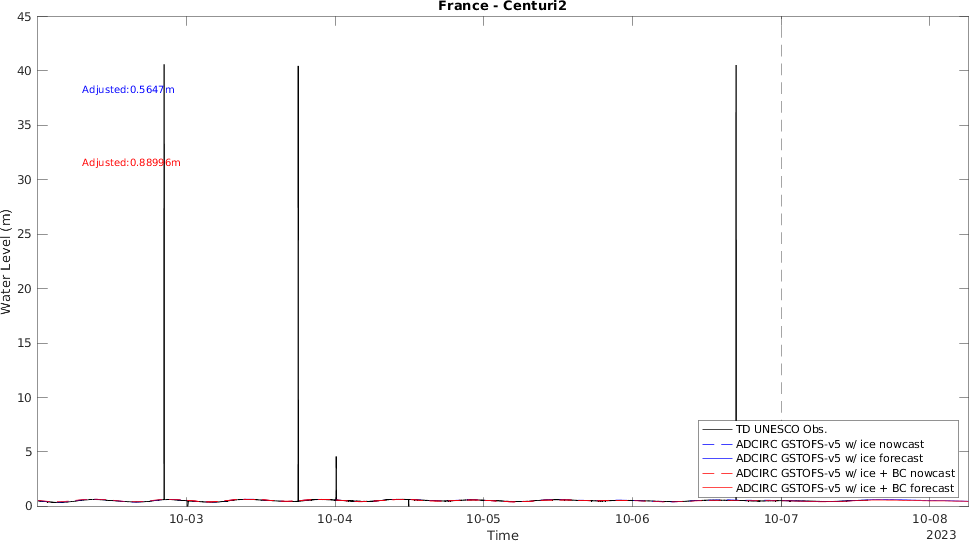 France - Centuri2
45
40
35
30
25
20
15
10
5
0
Water Level (m)
Adjusted:0.5647m
Adjusted:0.88996m
TD UNESCO Obs.
ADCIRC GSTOFS-v5 w/ ice nowcast
ADCIRC GSTOFS-v5 w/ ice forecast
ADCIRC GSTOFS-v5 w/ ice + BC nowcast
ADCIRC GSTOFS-v5 w/ ice + BC forecast
10-03
10-04
10-05
10-06
10-07
10-08
Time
2023